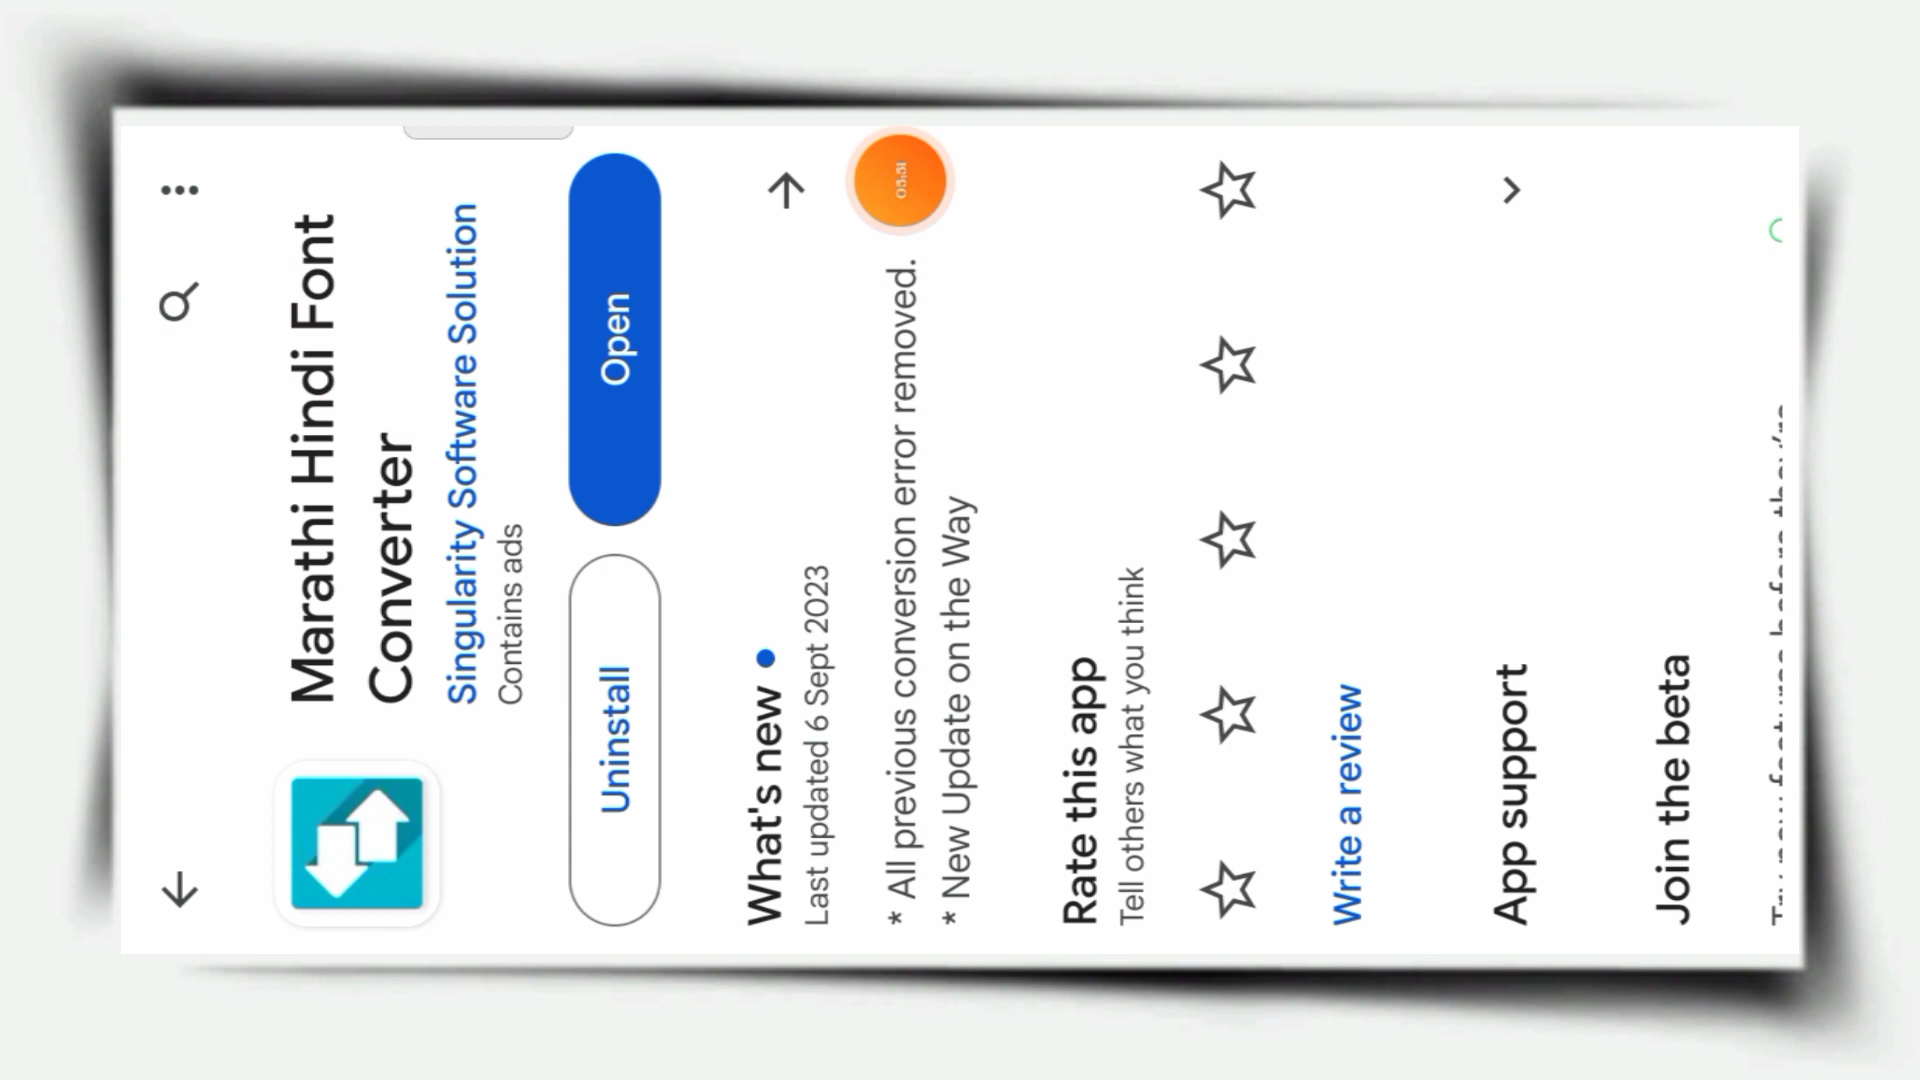 Marathi Hindi Font
Converter
Singularity Software Solution
Contains ads
Uninstall
Open
What's new
Last updated 6 Sept 2023
* All previous conversion error removed.
* New Update on the Way
Rate this app
Tell others what you think
Write a review
App support
Join the beta